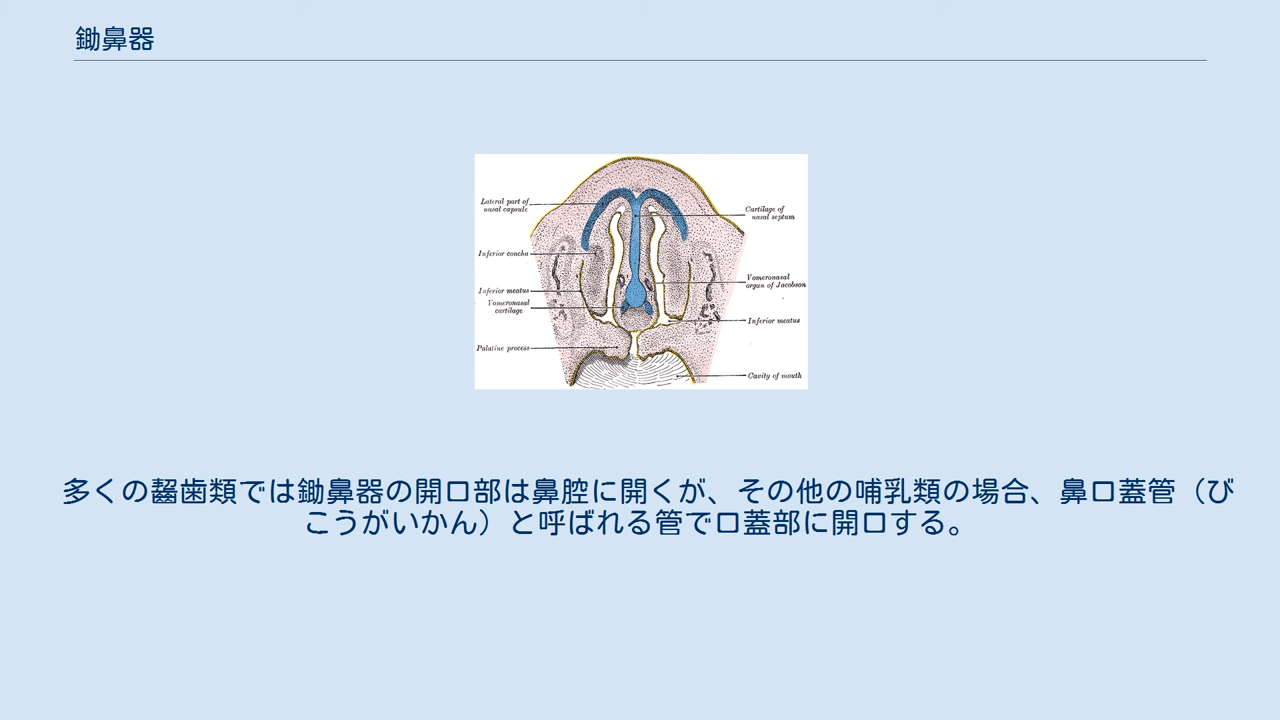 鋤鼻器
Lateral part of
nasal capsule
Cartilage of
nasal septum
Inferior concha
Vomeronasal
organ of Jacobson
Inferior meatus
Vomeronasal
cartilage
Inferior meatus
Palatine process
Cavity of mouth
多くの齧歯類では鋤鼻器の開口部は鼻腔に開くが、その他の哺乳類の場合、鼻口蓋管（び
こうがいかん）と呼ばれる管で口蓋部に開口する。